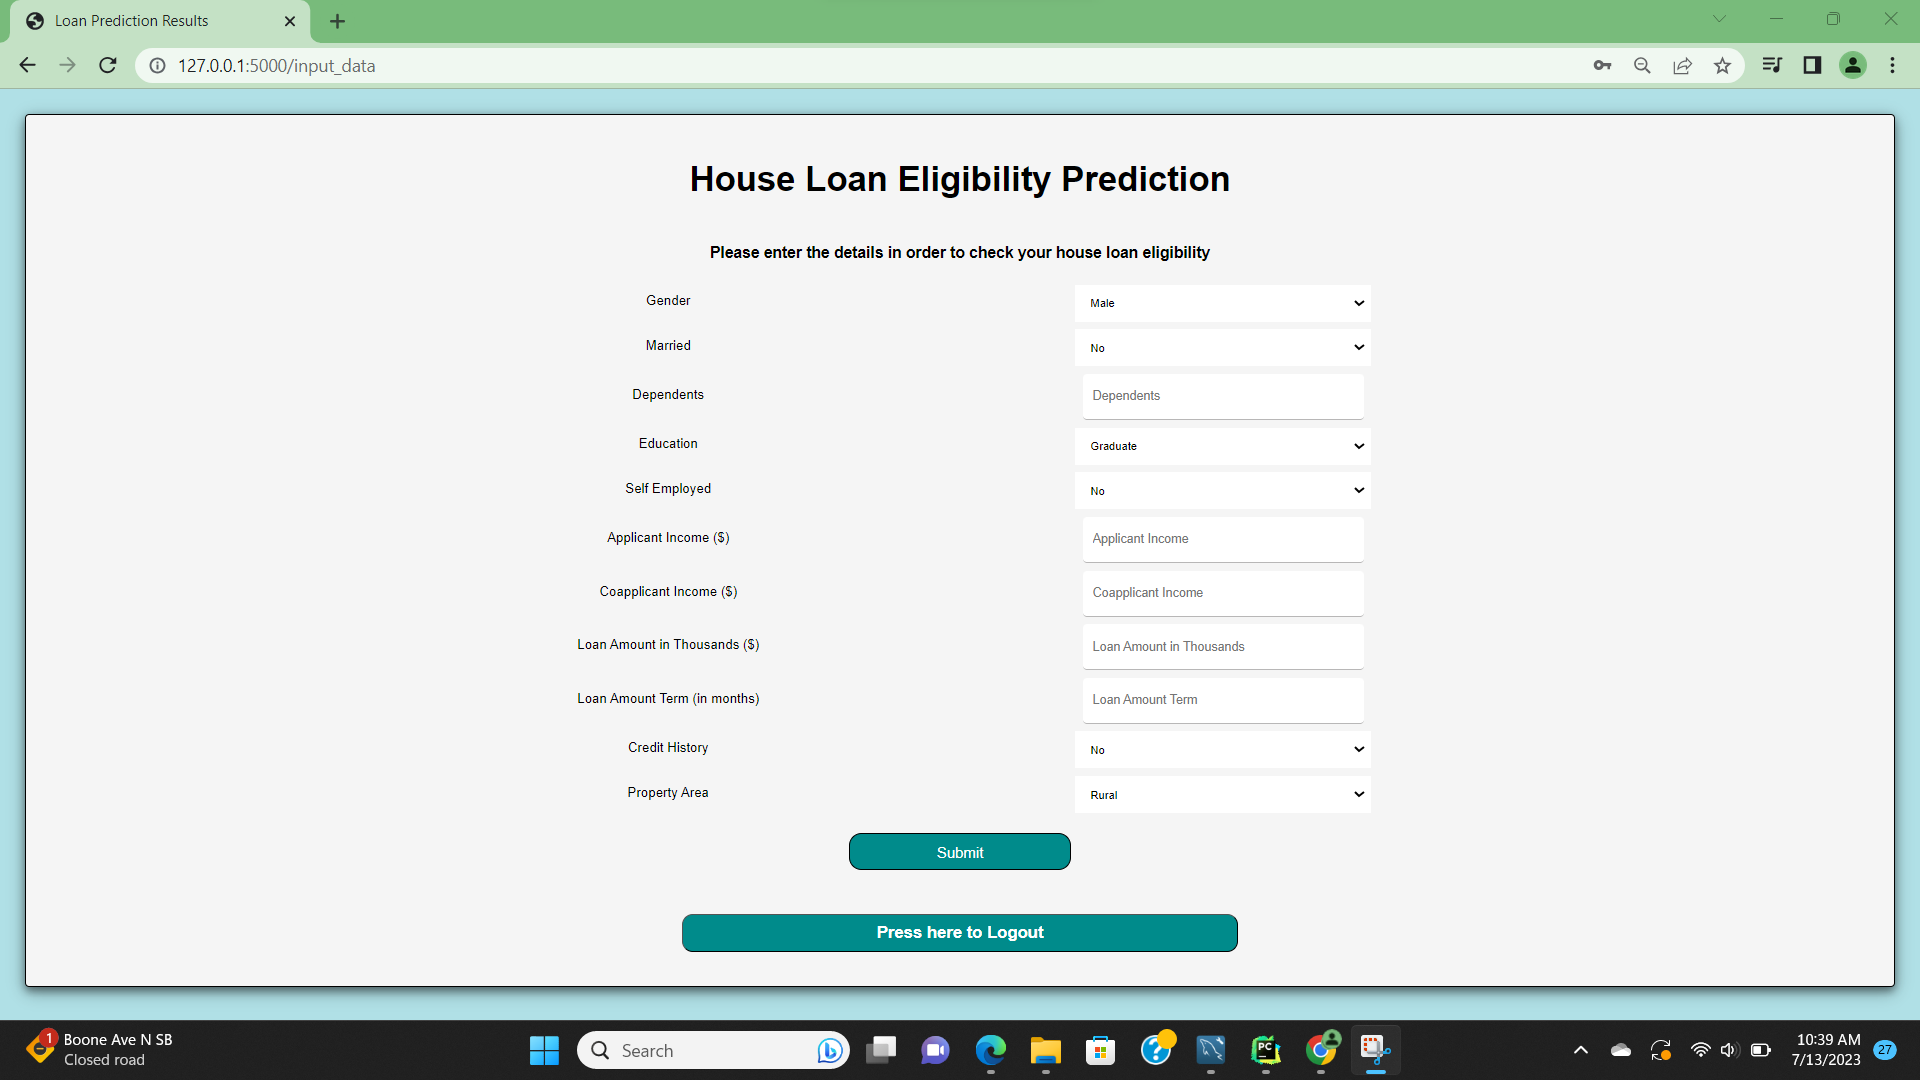 Loan Prediction Results
127.0.0.1:5000/input_data
House Loan Eligibility Prediction
Please enter the details in order to check your house loan eligibility
Gender Male
Married No
Dependents Dependents
Education Graduate
Self Employed No
Applicant Income ($) Applicant Income
Coapplicant Income ($) Coapplicant Income
Loan Amount in Thousands ($) Loan Amount in Thousands
Loan Amount Term (in months) Loan Amount Term
Credit History No
Property Area Rural
Submit
Press here to Logout
1 Boone Ave N SB
Closed road
Search
PC
10:39 AM
7/13/2023
27